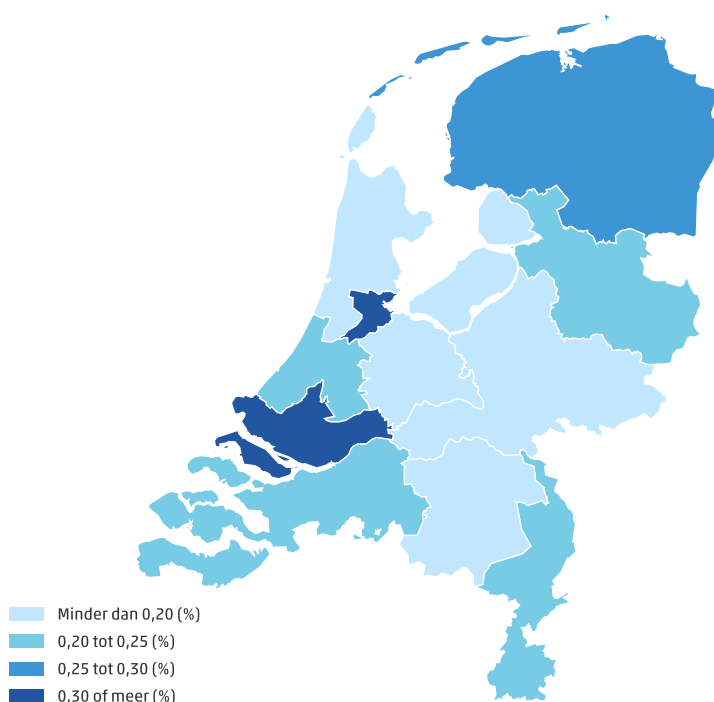 Minder dan 0,20 (%)
0,20 tot 0,25 (%)
0,25 tot 0,30 (%)
0.30 of meer (%)